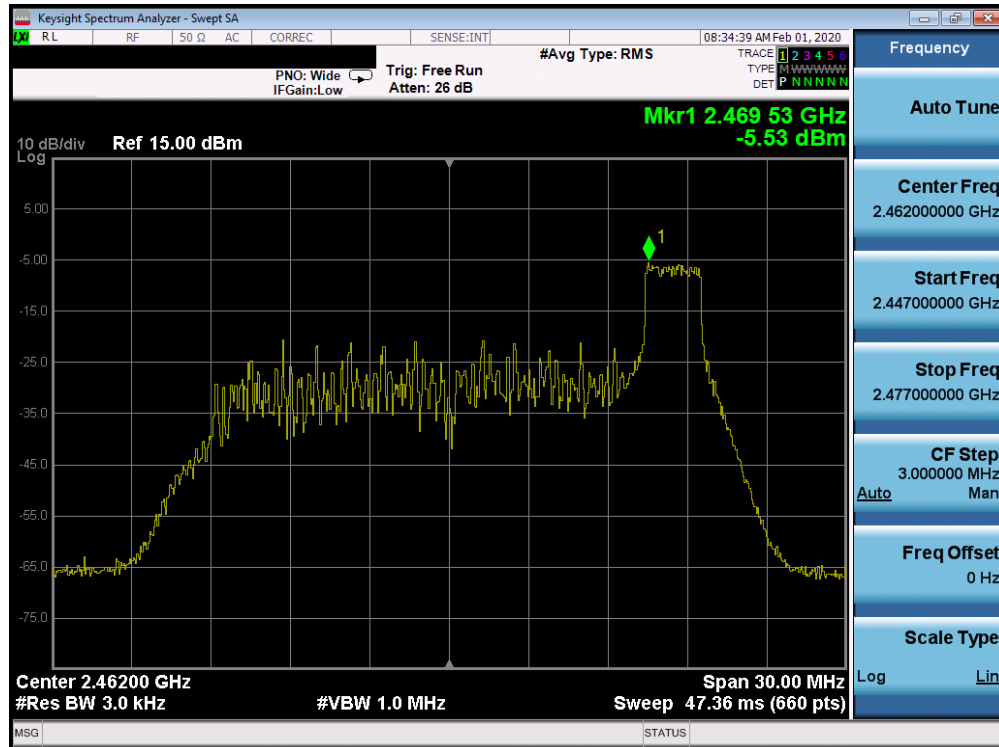 Keysight Spectrum Analyzer - Swept SA
LXI RL RF 50 Ω AC CORREC SENSE:INT 08:34:39 AM Feb 01, 2020
#Avg Type: RMS
TRACE 1 2 3 4 5 6
TYPE M W W W W W
DET P N N N N N
PNO: Wide
IFGain:Low
Trig: Free Run
Atten: 26 dB
Mkr1 2.469 53 GHz
-5.53 dBm
10 dB/div Ref 15.00 dBm
Log
1
5.00
-5.00
-15.0
-25.0
-35.0
-45.0
-55.0
-65.0
-75.0
Center 2.46200 GHz Span 30.00 MHz
#Res BW 3.0 kHz #VBW 1.0 MHz Sweep 47.36 ms (660 pts)
MSG STATUS
Frequency
Auto Tune
Center Freq
2.462000000 GHz
Start Freq
2.447000000 GHz
Stop Freq
2.477000000 GHz
CF Step
3.000000 MHz
Auto Man
Freq Offset
0 Hz
Scale Type
Log Lin